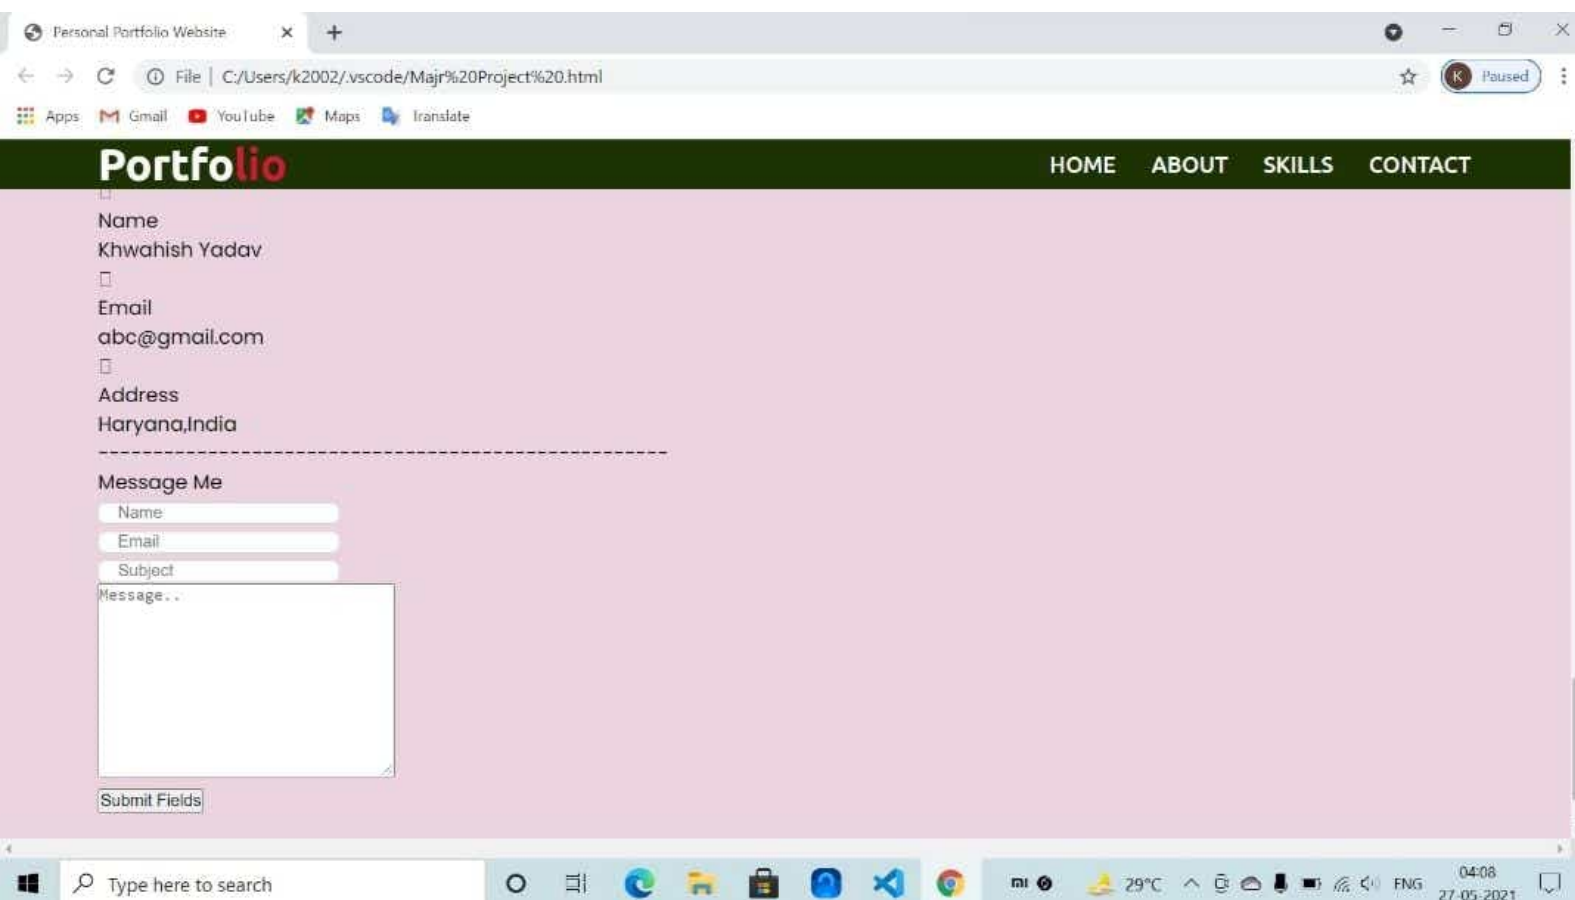 Personal Portfolio Website
File | C:/Users/k2002/.vscode/Majr%20Project%20.html
K Paused
Apps Gmail YouTube Maps Translate
Portfolio HOME ABOUT SKILLS CONTACT
Name
Khwahish Yadav
Email
abc@gmail.com
Address
Haryana,India
----------------------------------------------------
Message Me
Name
Email
Subject
Message..
Submit Fields
Type here to search
29°C ENG 04:08
27-05-2021